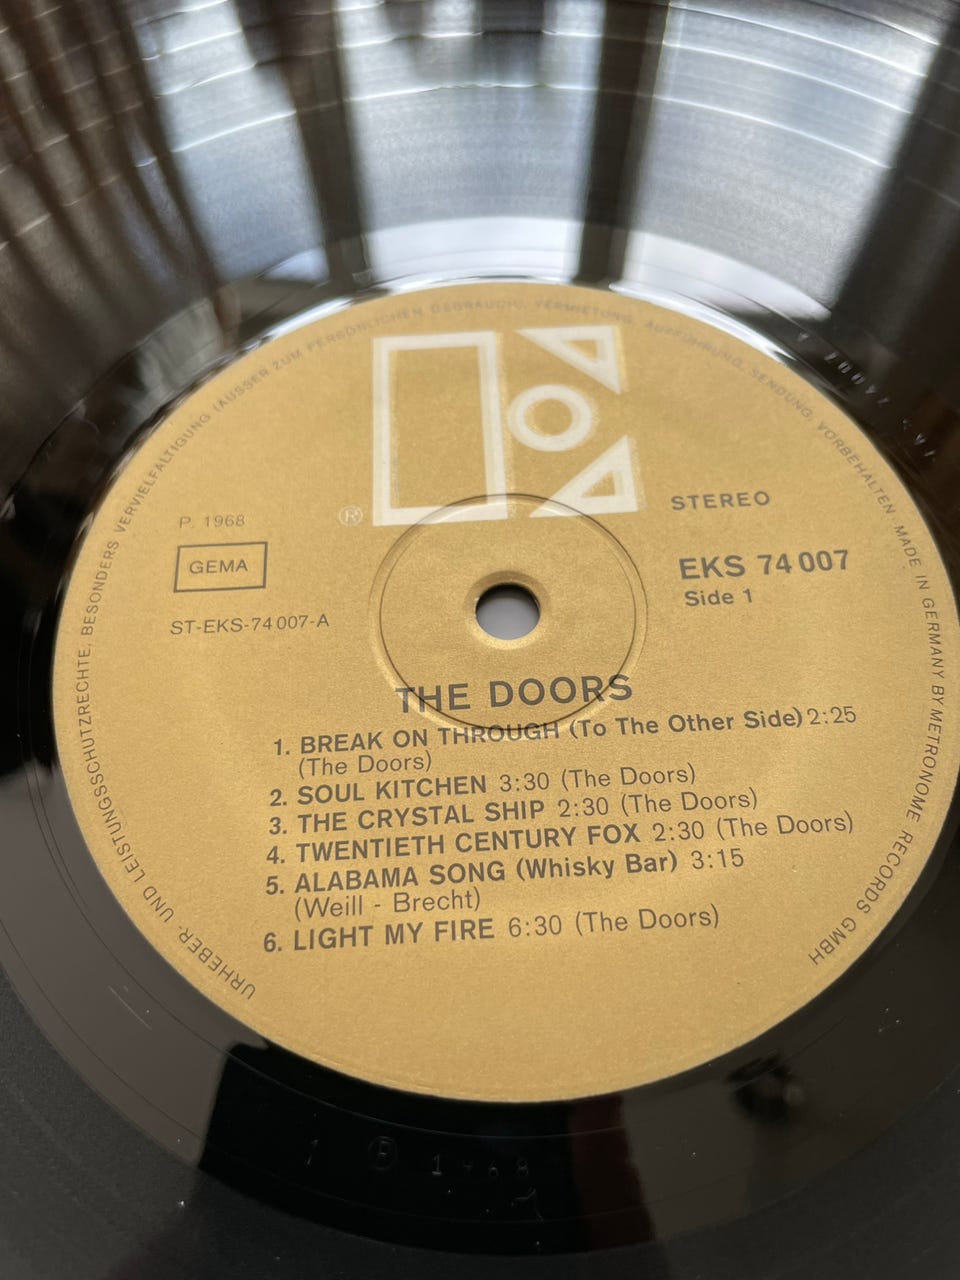 URHEBER- UND LEISTUNGSSCHUTZRECHTE, BESONDERS VERVIELFÄLTIGUNG (AUSSER ZUM PERSÖNLICHEN GEBRAUCH), VERMIETUNG, AUFFÜHRUNG, SENDUNG, VORBEHALTEN · MADE IN GERMANY BY METRONOME RECORDS GMBH
®
STEREO
P. 1968
GEMA
EKS 74 007
Side 1
ST-EKS-74 007-A
THE DOORS
1. BREAK ON THROUGH (To The Other Side) 2:25
(The Doors)
2. SOUL KITCHEN 3:30 (The Doors)
3. THE CRYSTAL SHIP 2:30 (The Doors)
4. TWENTIETH CENTURY FOX 2:30 (The Doors)
5. ALABAMA SONG (Whisky Bar) 3:15
(Weill - Brecht)
6. LIGHT MY FIRE 6:30 (The Doors)
1 Ⓟ 1968